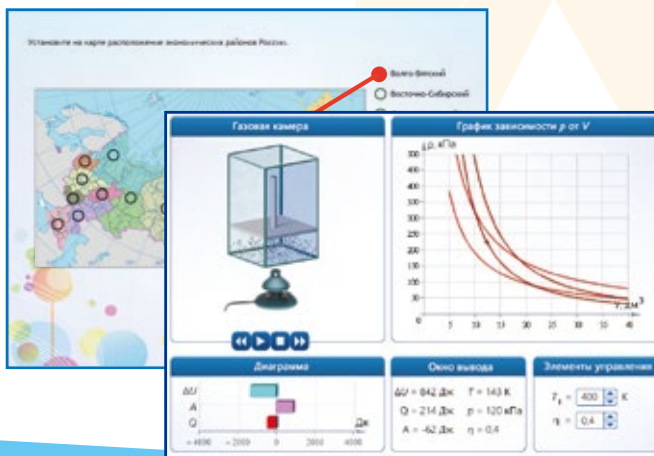 Установите на карте расположение экономических районов России.
Волго-Вятский
Восточно-Сибирский
Газовая камера
График зависимости p от V
p, кПа
500
450
400
350
300
250
200
150
100
50
0 5 10 15 20 25 30 35 40
V, дм³
Диаграмма
ΔU
A
Q
Дж
-4000 -2000 0 2000 4000
Окно вывода
ΔU = 842 Дж T = 143 K
Q = 214 Дж p = 120 кПа
A = -62 Дж η = 0,4
Элементы управления
T₁ = 400 K
η = 0,4